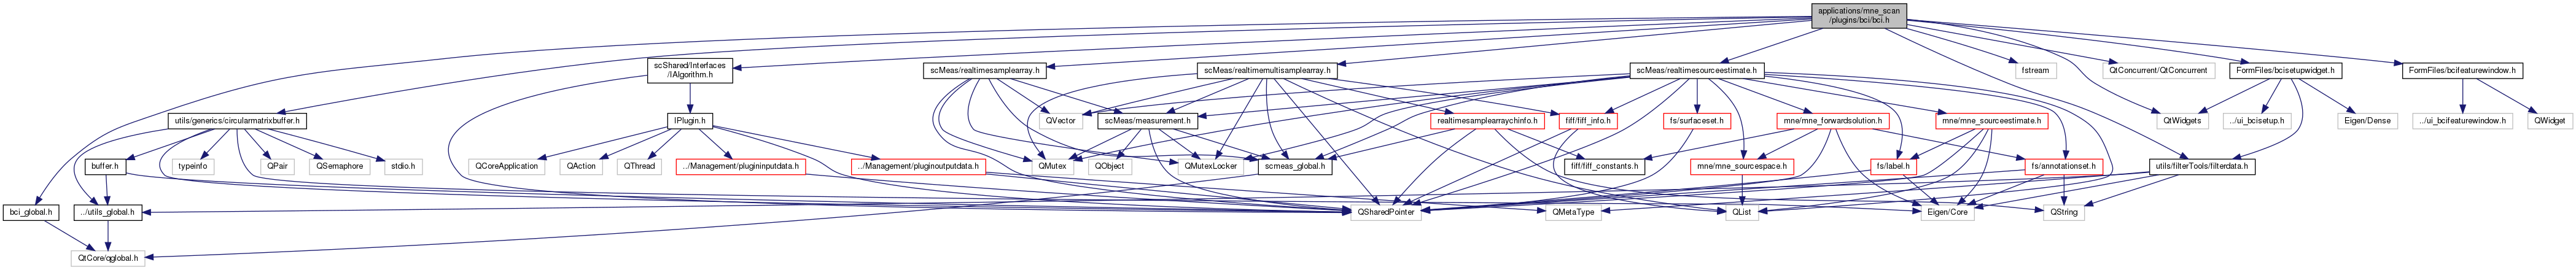 applications/mne_scan
/plugins/bci/bci.h
scShared/Interfaces
/IAlgorithm.h
scMeas/realtimesamplearray.h
scMeas/realtimemultisamplearray.h
scMeas/realtimesourceestimate.h
fstream
QtConcurrent/QtConcurrent
FormFiles/bcisetupwidget.h
FormFiles/bcifeaturewindow.h
utils/generics/circularmatrixbuffer.h
IPlugin.h
QVector
scMeas/measurement.h
realtimesamplearraychinfo.h
fiff/fiff_info.h
fs/surfaceset.h
mne/mne_forwardsolution.h
mne/mne_sourceestimate.h
QtWidgets
../ui_bcisetup.h
Eigen/Dense
../ui_bcifeaturewindow.h
QWidget
buffer.h
typeinfo
QPair
QSemaphore
stdio.h
QCoreApplication
QAction
QThread
../Management/plugininputdata.h
../Management/pluginoutputdata.h
QMutex
QObject
QMutexLocker
scmeas_global.h
fiff/fiff_constants.h
mne/mne_sourcespace.h
fs/label.h
fs/annotationset.h
utils/filterTools/filterdata.h
bci_global.h
../utils_global.h
QSharedPointer
QMetaType
QList
Eigen/Core
QString
QtCore/qglobal.h